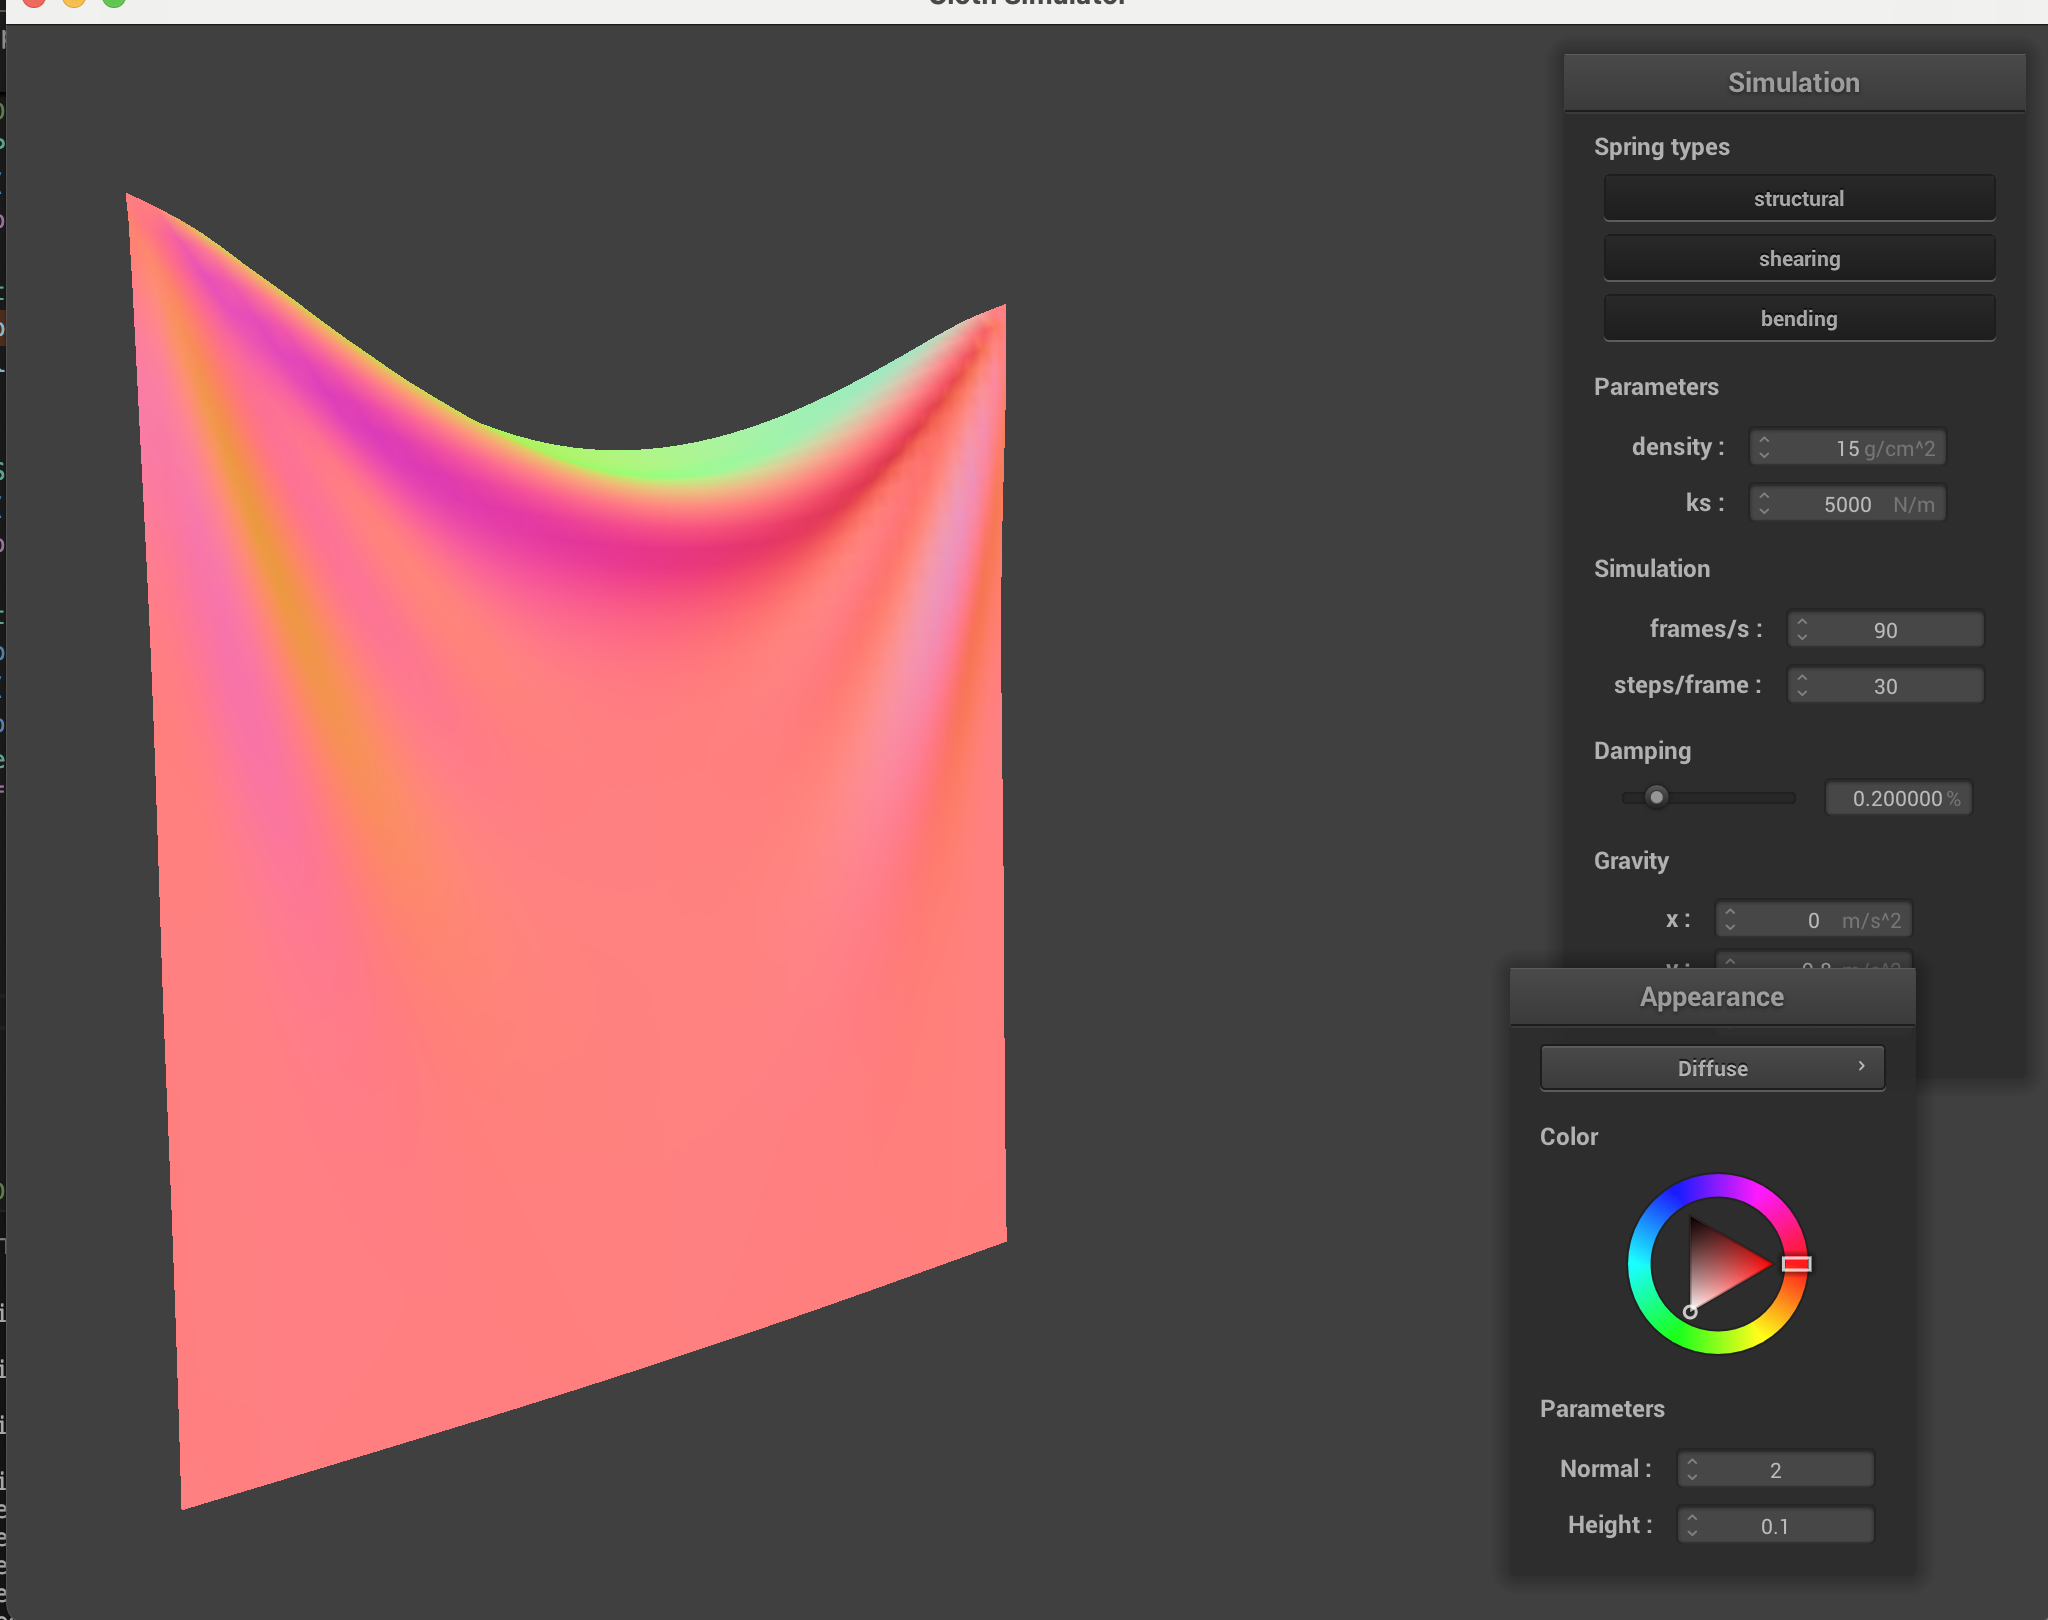 Cloth Simulator
Simulation
Spring types
structural
shearing
bending
Parameters
density : 15 g/cm^2
ks : 5000 N/m
Simulation
frames/s : 90
steps/frame : 30
Damping
0.200000 %
Gravity
x : 0 m/s^2
Appearance
Diffuse
Color
Parameters
Normal : 2
Height : 0.1